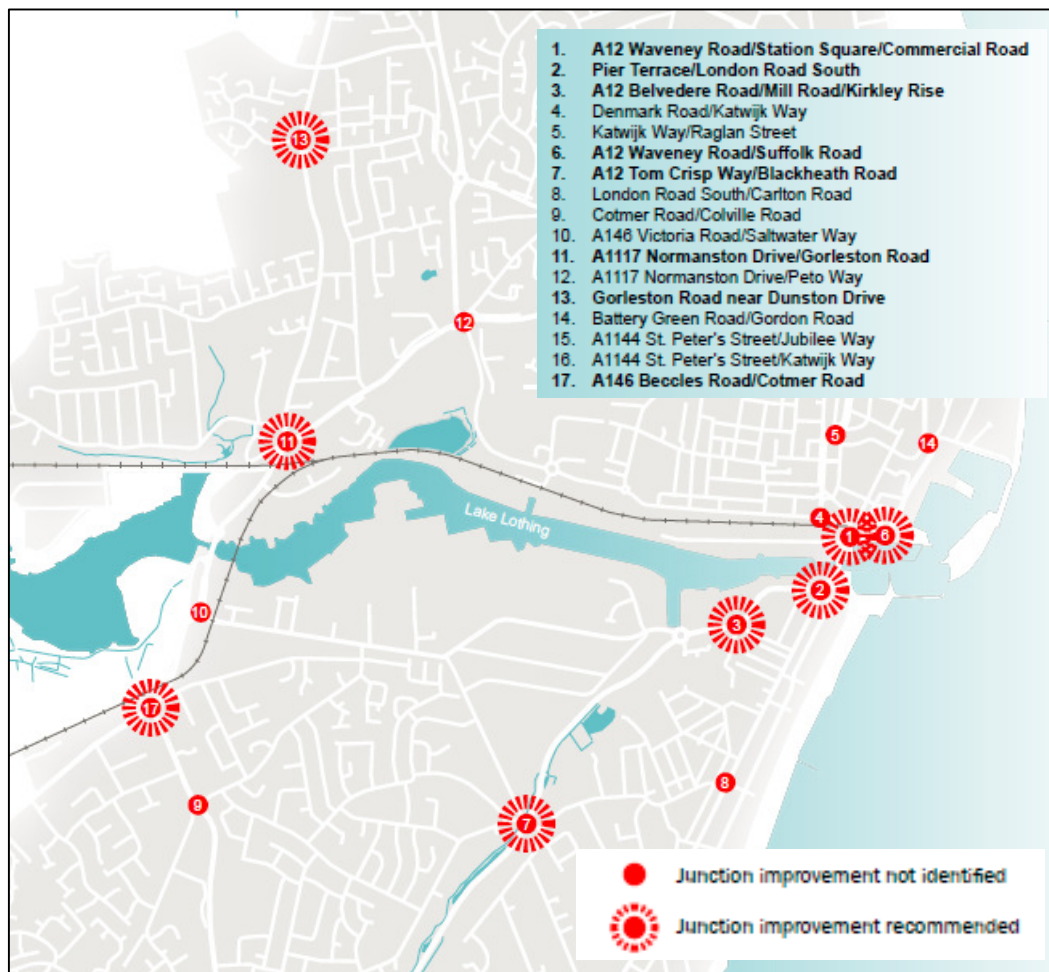 1. A12 Waveney Road/Station Square/Commercial Road
2. Pier Terrace/London Road South
3. A12 Belvedere Road/Mill Road/Kirkley Rise
4. Denmark Road/Katwijk Way
5. Katwijk Way/Raglan Street
6. A12 Waveney Road/Suffolk Road
7. A12 Tom Crisp Way/Blackheath Road
8. London Road South/Carlton Road
9. Cotmer Road/Colville Road
10. A146 Victoria Road/Saltwater Way
11. A1117 Normanston Drive/Gorleston Road
12. A1117 Normanston Drive/Peto Way
13. Gorleston Road near Dunston Drive
14. Battery Green Road/Gordon Road
15. A1144 St. Peter's Street/Jubilee Way
16. A1144 St. Peter's Street/Katwijk Way
17. A146 Beccles Road/Cotmer Road
13
12
11
5
14
Lake Lothing
4
1
6
2
10
3
17
8
9
7
Junction improvement not identified
Junction improvement recommended